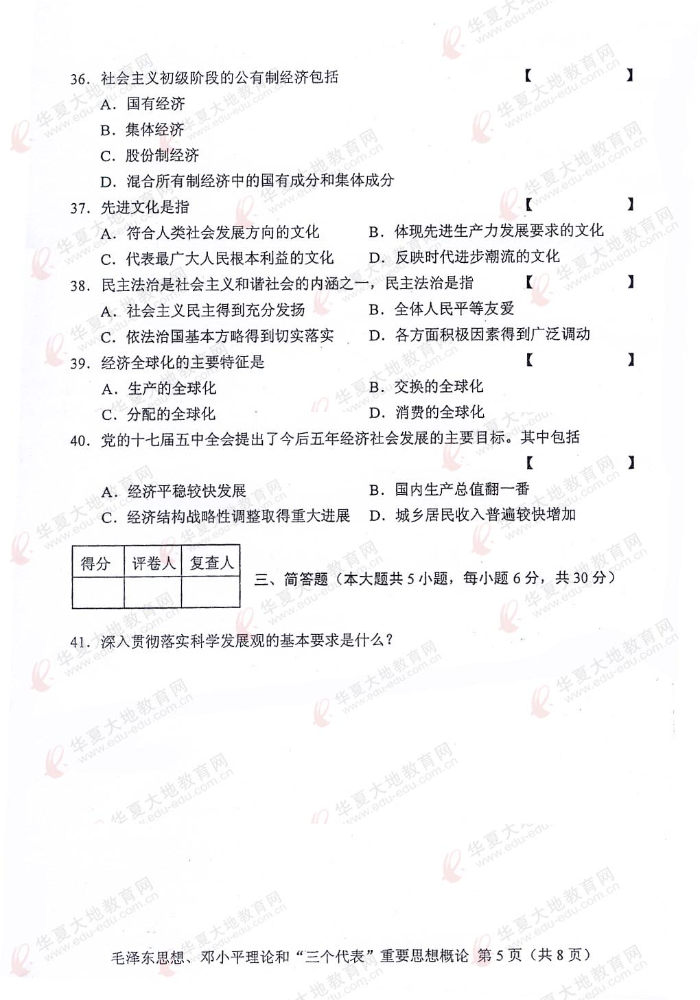 36．社会主义初级阶段的公有制经济包括 【 】
A．国有经济
B．集体经济
C．股份制经济
D．混合所有制经济中的国有成分和集体成分
37．先进文化是指 【 】
A．符合人类社会发展方向的文化 B．体现先进生产力发展要求的文化
C．代表最广大人民根本利益的文化 D．反映时代进步潮流的文化
38．民主法治是社会主义和谐社会的内涵之一，民主法治是指 【 】
A．社会主义民主得到充分发扬 B．全体人民平等友爱
C．依法治国基本方略得到切实落实 D．各方面积极因素得到广泛调动
39．经济全球化的主要特征是 【 】
A．生产的全球化 B．交换的全球化
C．分配的全球化 D．消费的全球化
40．党的十七届五中全会提出了今后五年经济社会发展的主要目标。其中包括
【 】
A．经济平稳较快发展 B．国内生产总值翻一番
C．经济结构战略性调整取得重大进展 D．城乡居民收入普遍较快增加
得分 评卷人 复查人
三、简答题（本大题共 5 小题，每小题 6 分，共 30 分）
41．深入贯彻落实科学发展观的基本要求是什么？
毛泽东思想、邓小平理论和“三个代表”重要思想概论 第 5 页（共 8 页）
华夏大地教育网
www.edu-edu.com.cn